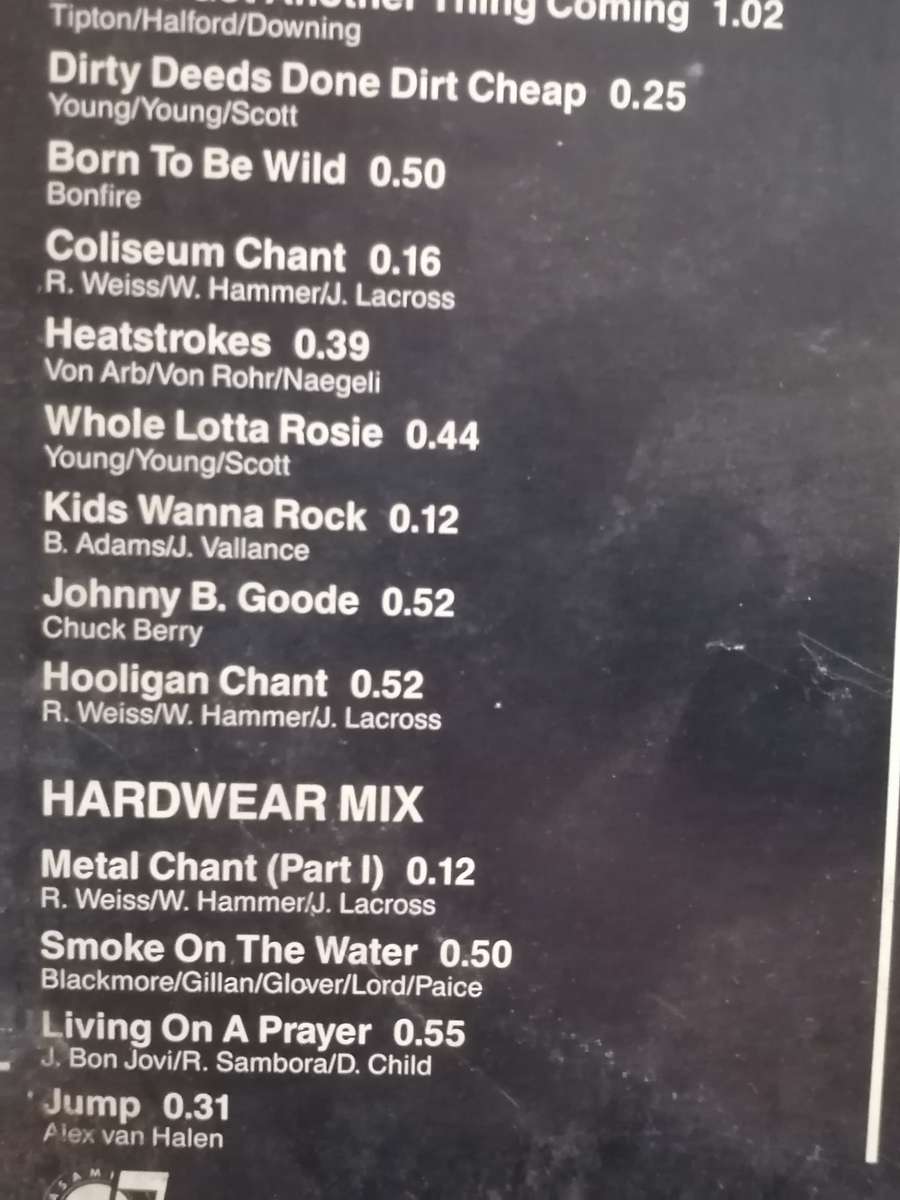 Another Thing Coming 1.02
Tipton/Halford/Downing
Dirty Deeds Done Dirt Cheap 0.25
Young/Young/Scott
Born To Be Wild 0.50
Bonfire
Coliseum Chant 0.16
R. Weiss/W. Hammer/J. Lacross
Heatstrokes 0.39
Von Arb/Von Rohr/Naegeli
Whole Lotta Rosie 0.44
Young/Young/Scott
Kids Wanna Rock 0.12
B. Adams/J. Vallance
Johnny B. Goode 0.52
Chuck Berry
Hooligan Chant 0.52
R. Weiss/W. Hammer/J. Lacross
HARDWEAR MIX
Metal Chant (Part I) 0.12
R. Weiss/W. Hammer/J. Lacross
Smoke On The Water 0.50
Blackmore/Gillan/Glover/Lord/Paice
Living On A Prayer 0.55
J. Bon Jovi/R. Sambora/D. Child
Jump 0.31
Alex van Halen